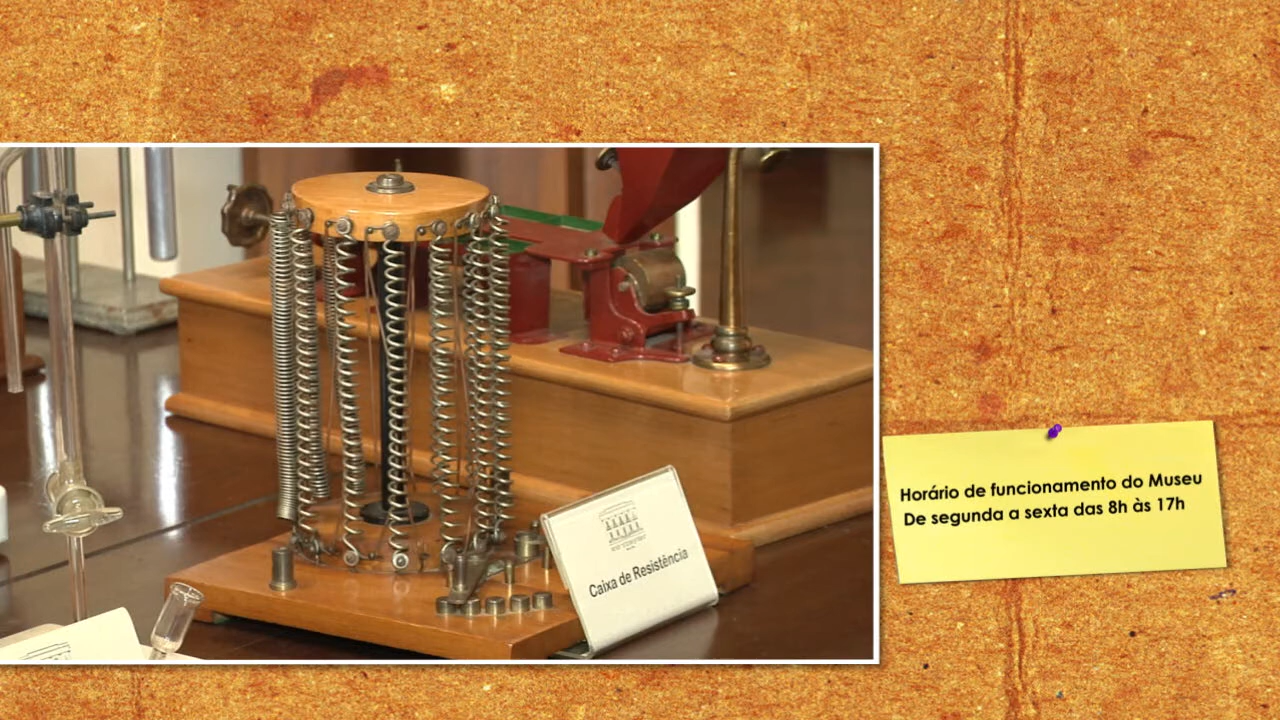 Caixa de Resistência
Horário de funcionamento do Museu
De segunda a sexta das 8h às 17h